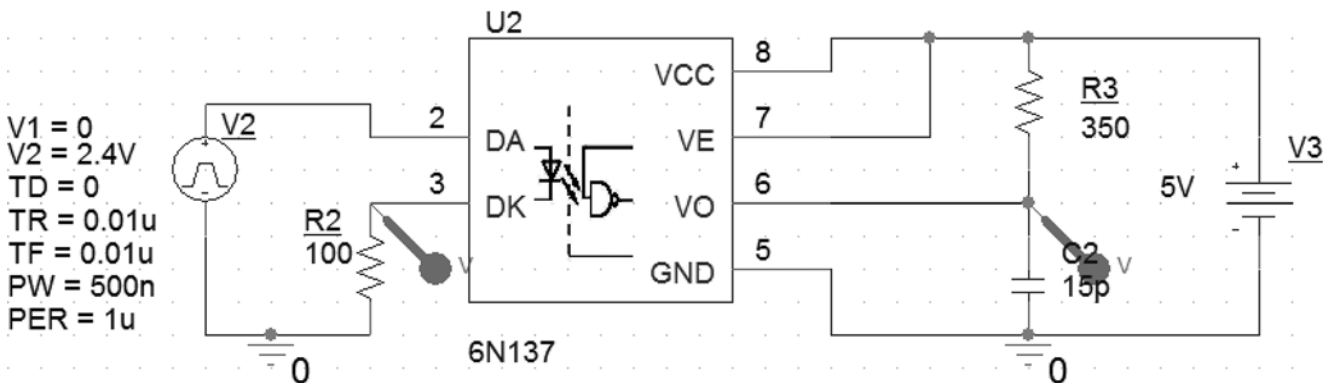 U2
V1 = 0
V2 = 2.4V
TD = 0
TR = 0.01u
TF = 0.01u
PW = 500n
PER = 1u
V2
2
3
R2
100
V
0
DA
DK
VCC
VE
VO
GND
6N137
8
7
6
5
R3
350
C2
15p
V
0
5V
+
-
V3